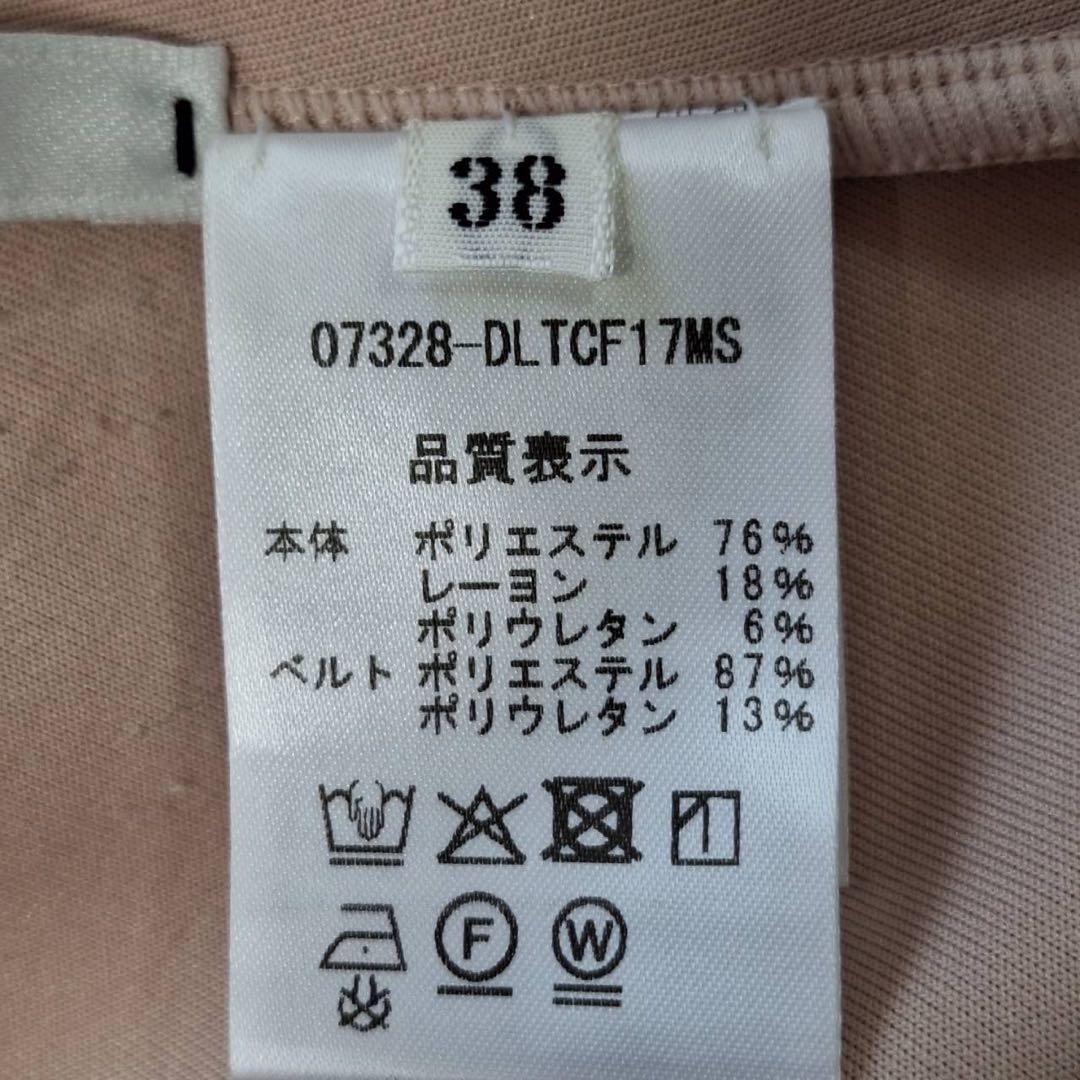 38
07328-DLTCF17MS
品質表示
本体 ポリエステル 76%
レーヨン 18%
ポリウレタン 6%
ベルト ポリエステル 87%
ポリウレタン 13%
F W